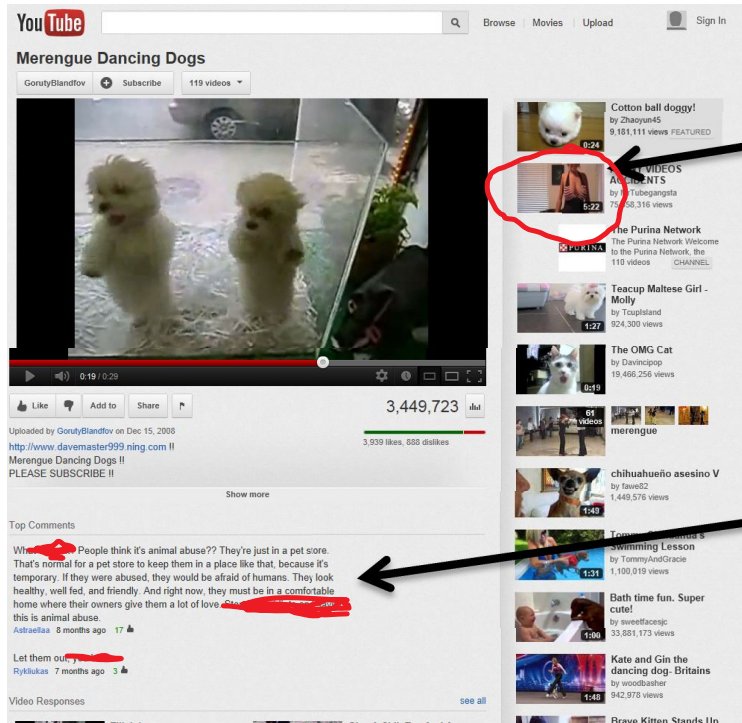 YouTube
Browse | Movies | Upload
Sign In
Merengue Dancing Dogs
GorutyBlandfov
Subscribe
119 videos
0:19 / 0:29
Like
Add to
Share
3,449,723
Uploaded by GorutyBlandfov on Dec 15, 2008
3,939 likes, 888 dislikes
http://www.davemaster999.ning.com !!
Merengue Dancing Dogs !!
PLEASE SUBSCRIBE !!
Show more
Top Comments
People think it's animal abuse?? They're just in a pet store.
That's normal for a pet store to keep them in a place like that, because it's
temporary. If they were abused, they would be afraid of humans. They look
healthy, well fed, and friendly. And right now, they must be in a comfortable
home where their owners give them a lot of love.
this is animal abuse.
Astraellaa 8 months ago 17
Let them out,
Rykliukas 7 months ago 3
Video Responses
see all
Cotton ball doggy!
by Zhaoyun45
9,181,111 views FEATURED
0:24
VIDEOS
ACCIDENTS
by MrTubegangsta
views
5:22
The Purina Network
The Purina Network Welcome
to the Purina Network, the
110 videos CHANNEL
PURINA
Teacup Maltese Girl -
Molly
by TcupIsland
924,300 views
1:27
The OMG Cat
by Davincipop
19,466,256 views
0:19
61
videos
merengue
chihuahueño asesino V
by fawe82
1,449,576 views
1:49
Swimming Lesson
by TommyAndGracie
1,100,019 views
1:31
Bath time fun. Super
cute!
by sweetfacesjc
33,881,173 views
1:00
Kate and Gin the
dancing dog- Britains
by woodbasher
942,978 views
1:48
Brave Kitten Stands Up